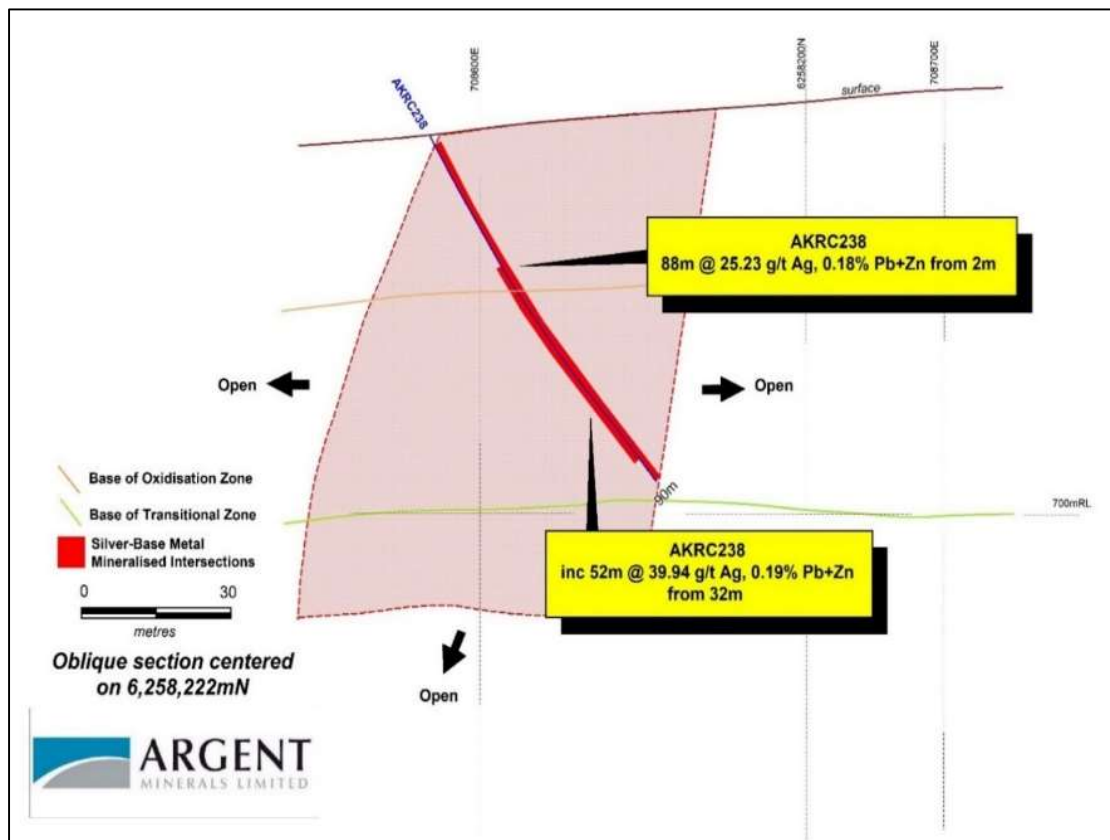 708600E
6258200N
708700E
AKRC238
surface
AKRC238
88m @ 25.23 g/t Ag, 0.18% Pb+Zn from 2m
Open
Open
Base of Oxidisation Zone
Base of Transitional Zone
Silver-Base Metal
Mineralised Intersections
90m
700mRL
AKRC238
inc 52m @ 39.94 g/t Ag, 0.19% Pb+Zn
from 32m
0 30
metres
Oblique section centered
on 6,258,222mN
Open
ARGENT
MINERALS LIMITED